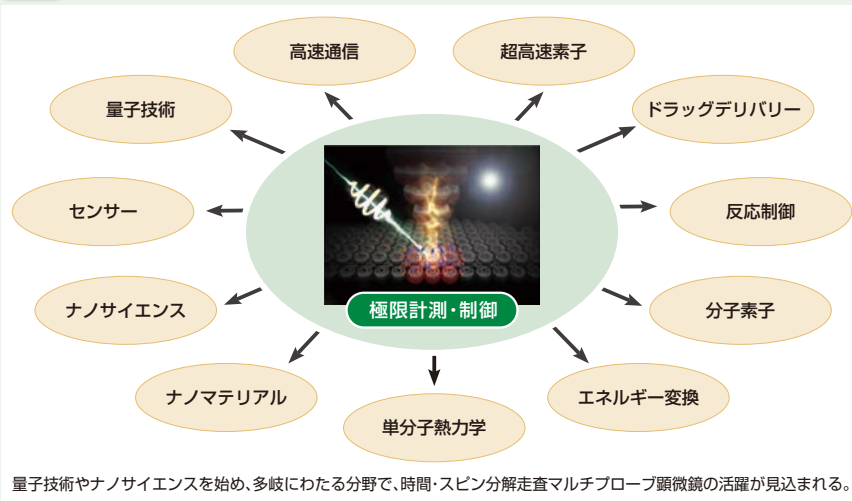 高速通信
超高速素子
量子技術
ドラッグデリバリー
センサー
反応制御
極限計測・制御
ナノサイエンス
分子素子
ナノマテリアル
エネルギー変換
単分子熱力学
量子技術やナノサイエンスを始め、多岐にわたる分野で、時間・スピン分解走査マルチプローブ顕微鏡の活躍が見込まれる。